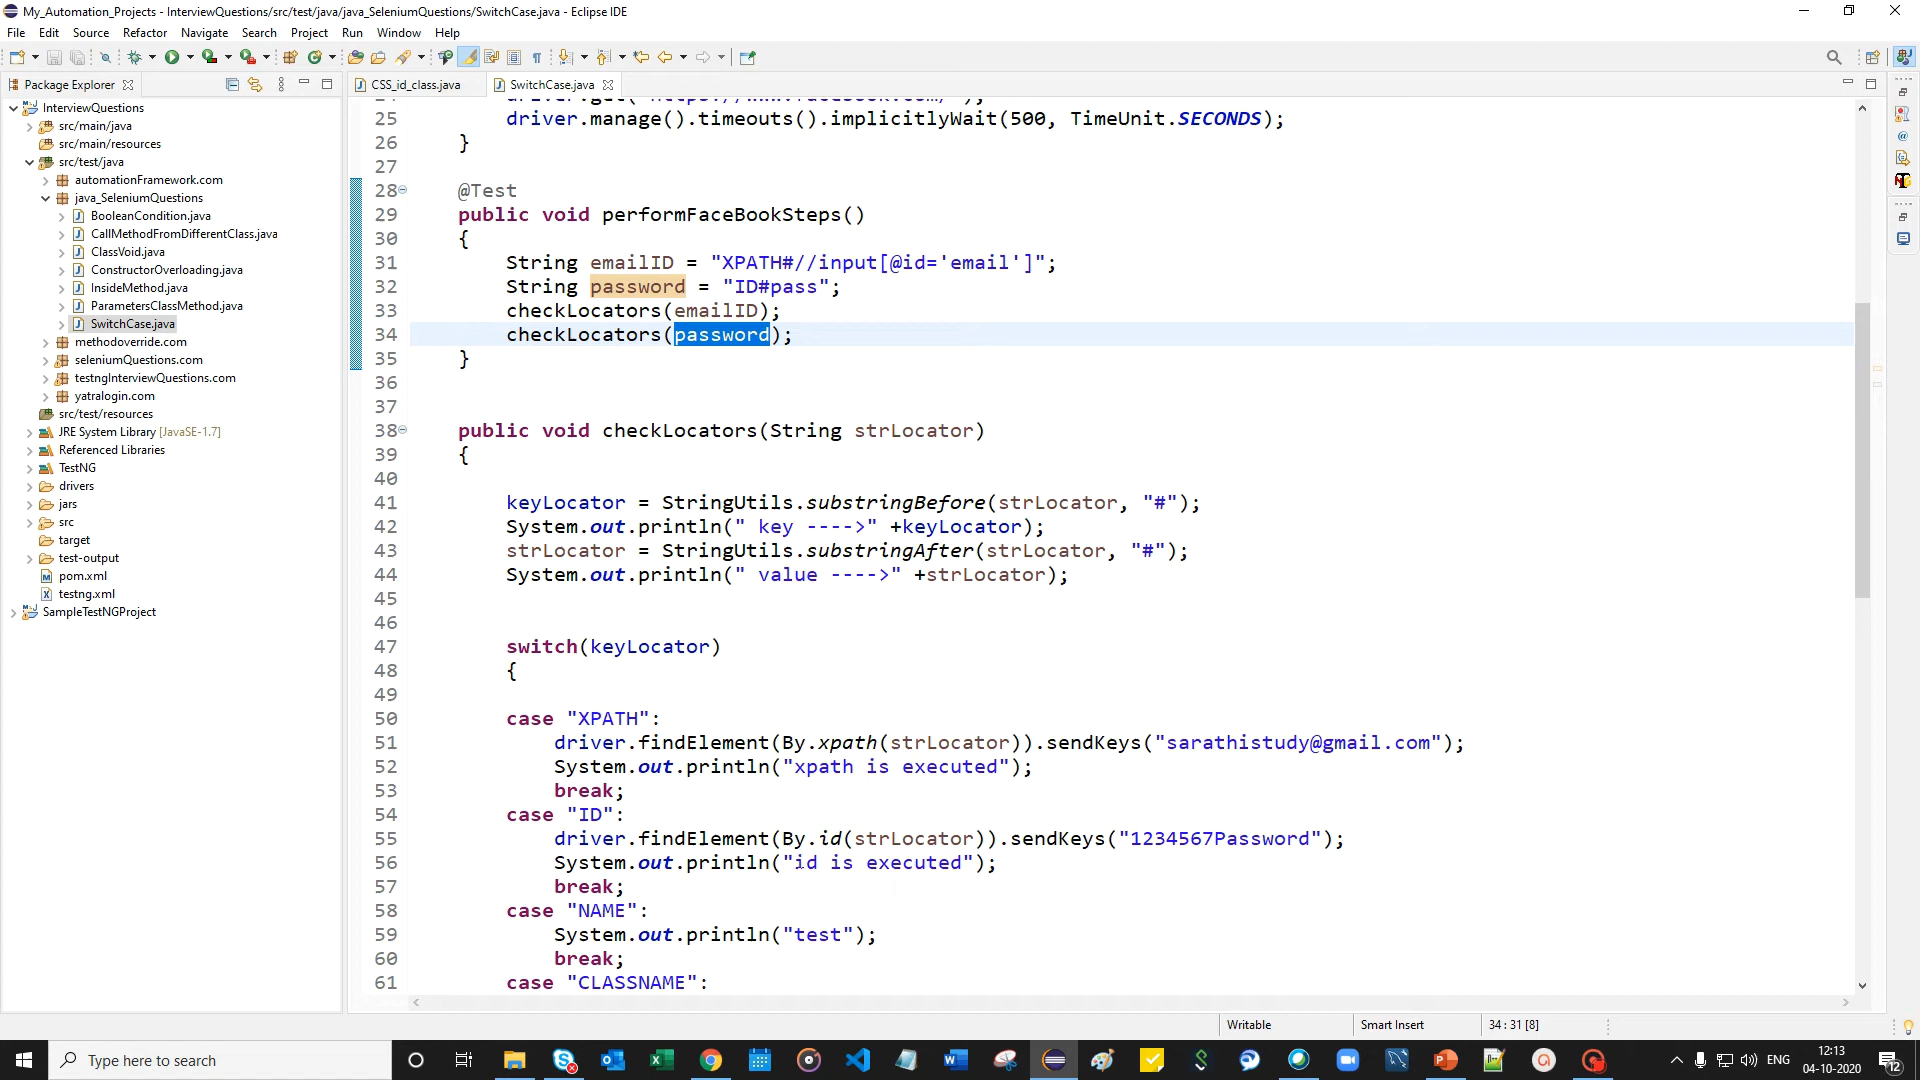 My_Automation_Projects - InterviewQuestions/src/test/java/java_SeleniumQuestions/SwitchCase.java - Eclipse IDE
File Edit Source Refactor Navigate Search Project Run Window Help
Package Explorer
CSS_id_class.java
SwitchCase.java
InterviewQuestions
src/main/java
src/main/resources
src/test/java
automationFramework.com
java_SeleniumQuestions
BooleanCondition.java
CallMethodFromDifferentClass.java
ClassVoid.java
ConstructorOverloading.java
InsideMethod.java
ParametersClassMethod.java
SwitchCase.java
methodoverride.com
seleniumQuestions.com
testngInterviewQuestions.com
yatralogin.com
src/test/resources
JRE System Library [JavaSE-1.7]
Referenced Libraries
TestNG
drivers
jars
src
target
test-output
pom.xml
testng.xml
SampleTestNGProject
25 driver.manage().timeouts().implicitlyWait(500, TimeUnit.SECONDS);
26 }
27
28 @Test
29 public void performFaceBookSteps()
30 {
31 String emailID = "XPATH#//input[@id='email']";
32 String password = "ID#pass";
33 checkLocators(emailID);
34 checkLocators(password);
35 }
36
37
38 public void checkLocators(String strLocator)
39 {
40
41 keyLocator = StringUtils.substringBefore(strLocator, "#");
42 System.out.println(" key ---->" +keyLocator);
43 strLocator = StringUtils.substringAfter(strLocator, "#");
44 System.out.println(" value ---->" +strLocator);
45
46
47 switch(keyLocator)
48 {
49
50 case "XPATH":
51 driver.findElement(By.xpath(strLocator)).sendKeys("sarathistudy@gmail.com");
52 System.out.println("xpath is executed");
53 break;
54 case "ID":
55 driver.findElement(By.id(strLocator)).sendKeys("1234567Password");
56 System.out.println("id is executed");
57 break;
58 case "NAME":
59 System.out.println("test");
60 break;
61 case "CLASSNAME":
Writable Smart Insert 34 : 31 [8]
Type here to search
ENG
12:13
04-10-2020
12